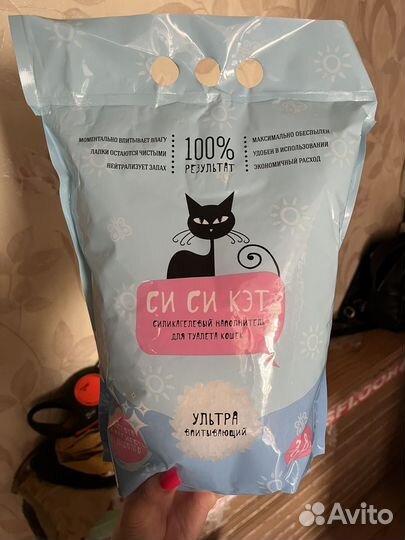 МОМЕНТАЛЬНО ВПИТЫВАЕТ ВЛАГУ
ЛАПКИ ОСТАЮТСЯ ЧИСТЫМИ
НЕЙТРАЛИЗУЕТ ЗАПАХ
100%
РЕЗУЛЬТАТ
МАКСИМАЛЬНО ОБЕСПЫЛЕН
УДОБЕН В ИСПОЛЬЗОВАНИИ
ЭКОНОМИЧНЫЙ РАСХОД
СИ СИ КЭТ
СИЛИКАГЕЛЕВЫЙ НАПОЛНИТЕЛЬ
ДЛЯ ТУАЛЕТА КОШЕК
УЛЬТРА
ВПИТЫВАЮЩИЙ
Avito